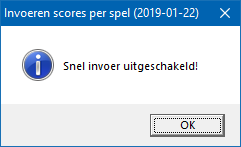 Invoeren scores per spel (2019-01-22)
Snel invoer uitgeschakeld!
OK